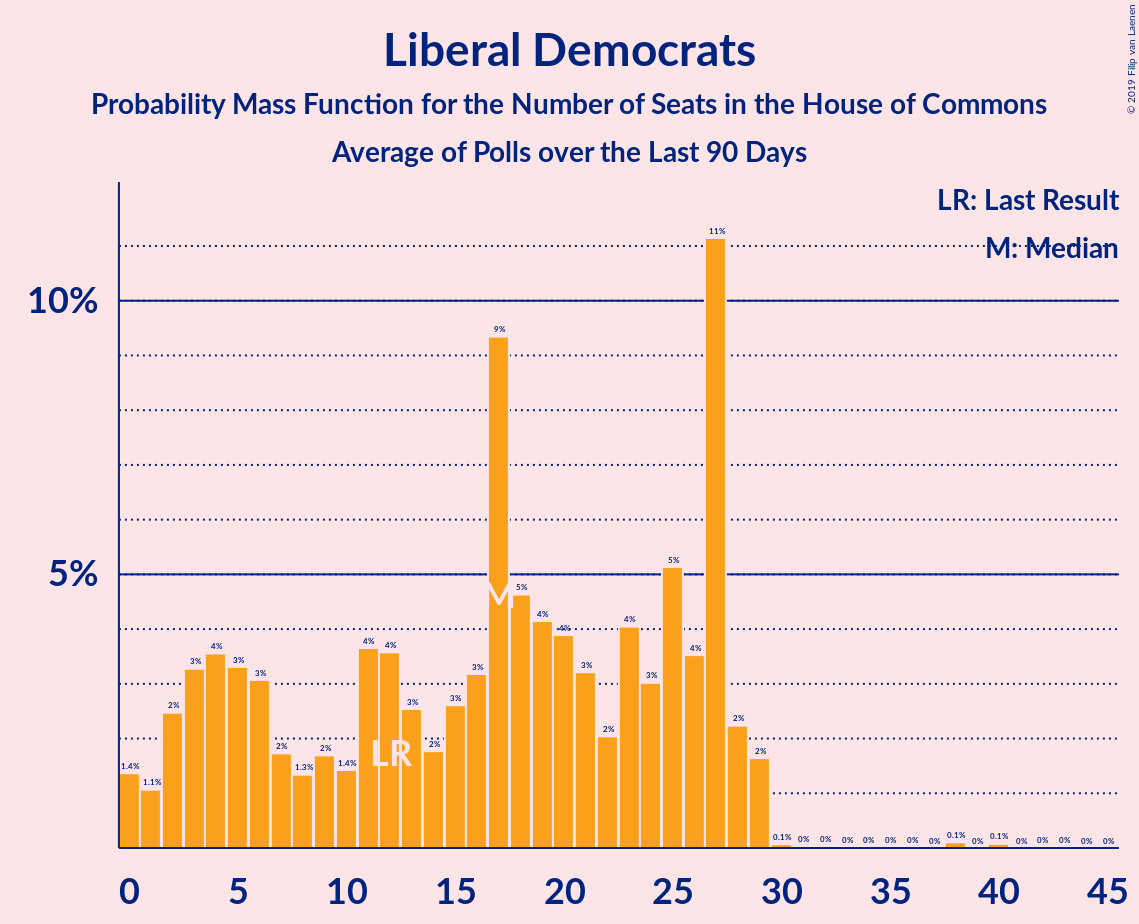 Liberal Democrats
Probability Mass Function for the Number of Seats in the House of Commons
Average of Polls over the Last 90 Days
© 2019 Filip van Laenen
LR: Last Result
M: Median
10%
5%
1.4% 1.1% 2% 3% 4% 3% 3% 2% 1.3% 2% 1.4% 4% 4% 3% 2% 3% 3% 9% 5% 4% 4% 3% 2% 4% 3% 5% 4% 11% 2% 2% 0.1% 0% 0% 0% 0% 0% 0% 0% 0.1% 0% 0.1% 0% 0% 0% 0% 0%
M
LR
0 5 10 15 20 25 30 35 40 45